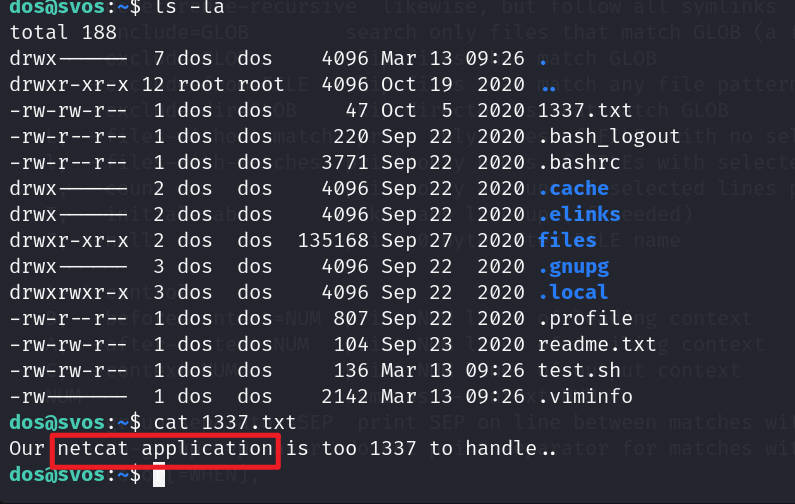 dos@svos:~$ ls -la
total 188
drwx------  7 dos  dos    4096 Mar 13 09:26 .
drwxr-xr-x 12 root root   4096 Oct 19  2020 ..
-rw-rw-r--  1 dos  dos      47 Oct  5  2020 1337.txt
-rw-r--r--  1 dos  dos     220 Sep 22  2020 .bash_logout
-rw-r--r--  1 dos  dos    3771 Sep 22  2020 .bashrc
drwx------  2 dos  dos    4096 Sep 22  2020 .cache
drwx------  2 dos  dos    4096 Sep 22  2020 .elinks
drwxr-xr-x  2 dos  dos  135168 Sep 27  2020 files
drwx------  3 dos  dos    4096 Sep 22  2020 .gnupg
drwxrwxr-x  3 dos  dos    4096 Sep 22  2020 .local
-rw-r--r--  1 dos  dos     807 Sep 22  2020 .profile
-rw-rw-r--  1 dos  dos     104 Sep 23  2020 readme.txt
-rw-rw-r--  1 dos  dos     136 Mar 13 09:26 test.sh
-rw-------  1 dos  dos    2142 Mar 13 09:26 .viminfo
dos@svos:~$ cat 1337.txt
Our netcat application is too 1337 to handle..
dos@svos:~$